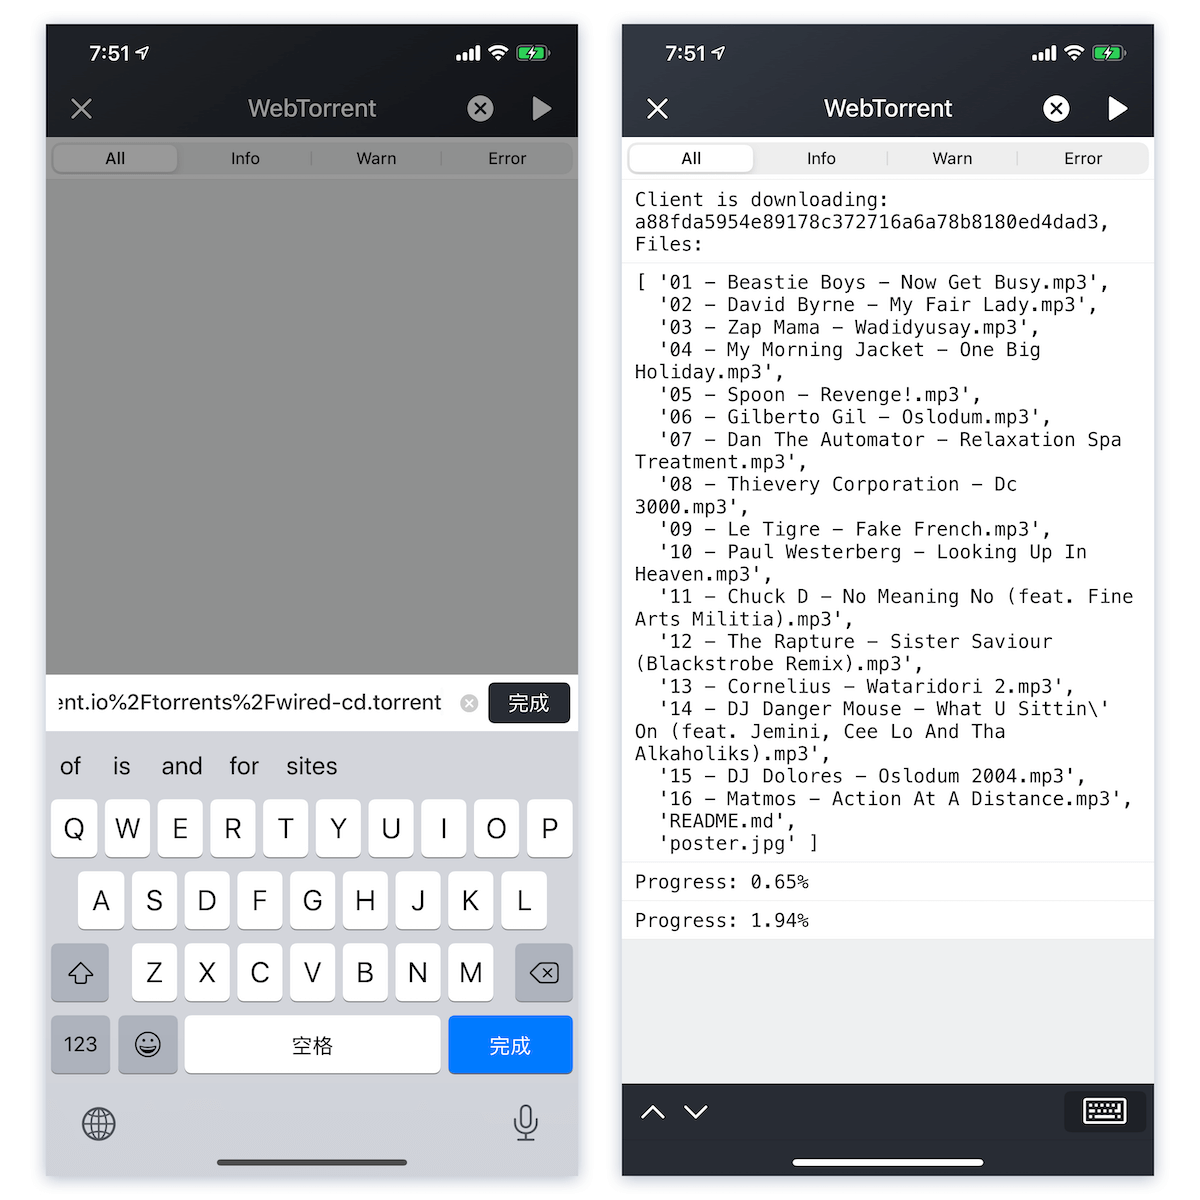 7:51
WebTorrent
All Info Warn Error
ent.io%2Ftorrents%2Fwired-cd.torrent 完成
of is and for sites
Q W E R T Y U I O P
A S D F G H J K L
Z X C V B N M
123 空格 完成
7:51
WebTorrent
All Info Warn Error
Client is downloading:
a88fda5954e89178c372716a6a78b8180ed4dad3,
Files:
[ '01 – Beastie Boys – Now Get Busy.mp3',
'02 – David Byrne – My Fair Lady.mp3',
'03 – Zap Mama – Wadidyusay.mp3',
'04 – My Morning Jacket – One Big
Holiday.mp3',
'05 – Spoon – Revenge!.mp3',
'06 – Gilberto Gil – Oslodum.mp3',
'07 – Dan The Automator – Relaxation Spa
Treatment.mp3',
'08 – Thievery Corporation – Dc
3000.mp3',
'09 – Le Tigre – Fake French.mp3',
'10 – Paul Westerberg – Looking Up In
Heaven.mp3',
'11 – Chuck D – No Meaning No (feat. Fine
Arts Militia).mp3',
'12 – The Rapture – Sister Saviour
(Blackstrobe Remix).mp3',
'13 – Cornelius – Wataridori 2.mp3',
'14 – DJ Danger Mouse – What U Sittin\'
On (feat. Jemini, Cee Lo And Tha
Alkaholiks).mp3',
'15 – DJ Dolores – Oslodum 2004.mp3',
'16 – Matmos – Action At A Distance.mp3',
'README.md',
'poster.jpg' ]
Progress: 0.65%
Progress: 1.94%